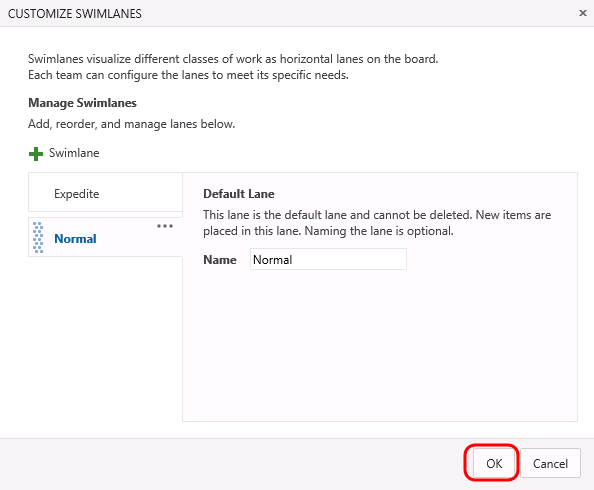 CUSTOMIZE SWIMLANES
Swimlanes visualize different classes of work as horizontal lanes on the board.
Each team can configure the lanes to meet its specific needs.
Manage Swimlanes
Add, reorder, and manage lanes below.
Swimlane
Expedite
Normal
Default Lane
This lane is the default lane and cannot be deleted. New items are
placed in this lane. Naming the lane is optional.
Name Normal
OK Cancel